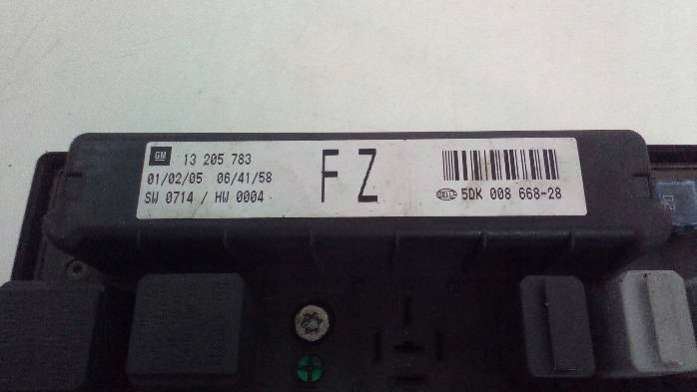 GM 13 205 783
01/02/05 06/41/58
SW 0714 / HW 0004
FZ
HELLA 5DK 008 668-28